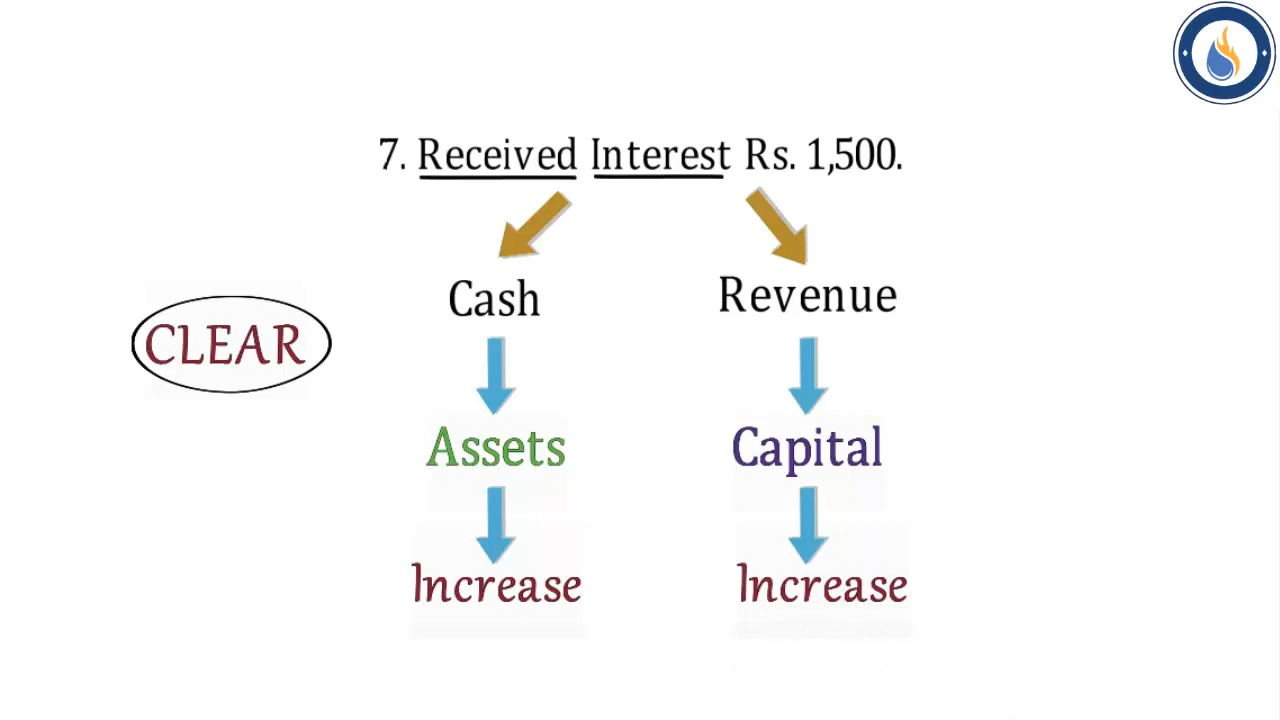 7. Received Interest Rs. 1,500.
Cash
Revenue
CLEAR
Assets
Capital
Increase
Increase